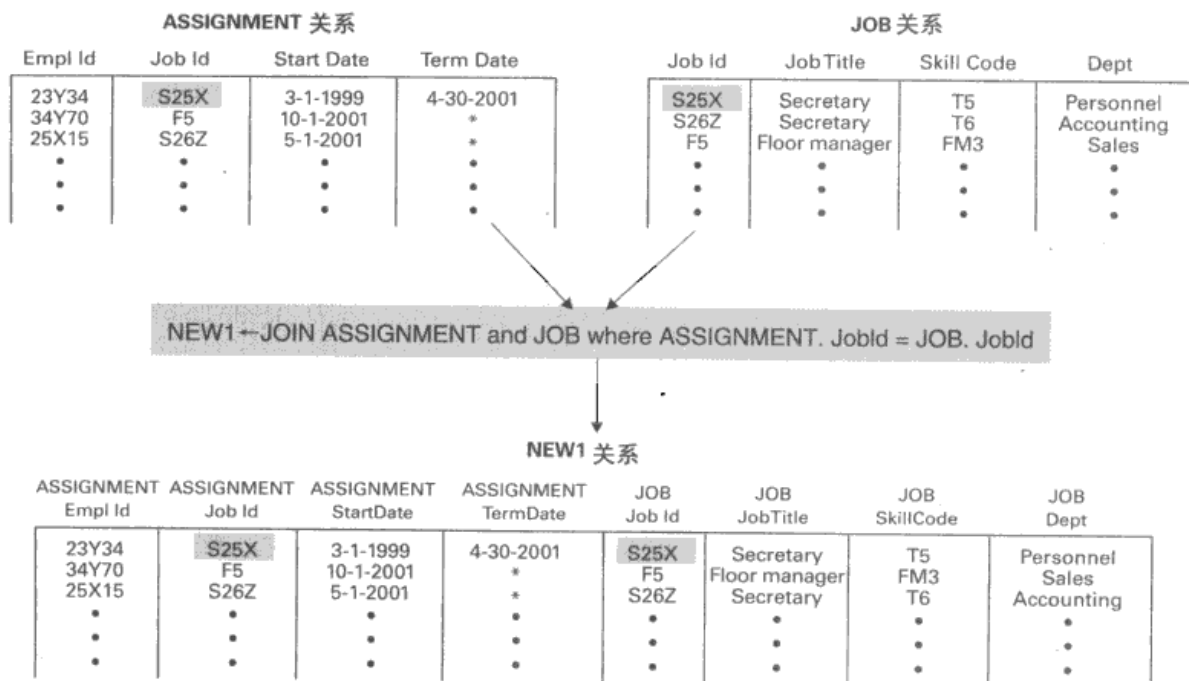 ASSIGNMENT 关系
Empl Id Job Id Start Date Term Date
23Y34 S25X 3-1-1999 4-30-2001
34Y70 F5 10-1-2001 *
25X15 S26Z 5-1-2001 *
JOB 关系
Job Id JobTitle Skill Code Dept
S25X Secretary T5 Personnel
S26Z Secretary T6 Accounting
F5 Floor manager FM3 Sales
NEW1←JOIN ASSIGNMENT and JOB where ASSIGNMENT. JobId = JOB. JobId
NEW1 关系
ASSIGNMENT ASSIGNMENT ASSIGNMENT ASSIGNMENT JOB JOB JOB JOB
Empl Id Job Id StartDate TermDate Job Id JobTitle SkillCode Dept
23Y34 S25X 3-1-1999 4-30-2001 S25X Secretary T5 Personnel
34Y70 F5 10-1-2001 * F5 Floor manager FM3 Sales
25X15 S26Z 5-1-2001 * S26Z Secretary T6 Accounting